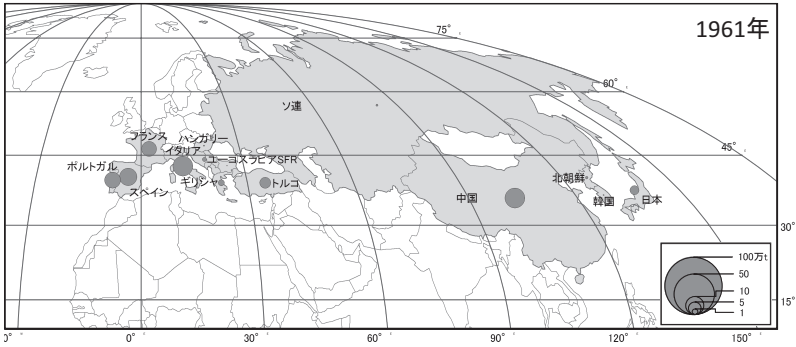 1961年
75°
60°
45°
ソ連
フランス
ハンガリー
イタリア
ユーゴスラビアSFR
ポルトガル
ギリシャ
トルコ
スペイン
中国
北朝鮮
韓国
日本
30°
100万t
50
10
5
1
15°
0°
0°
30°
60°
90°
120°
150°